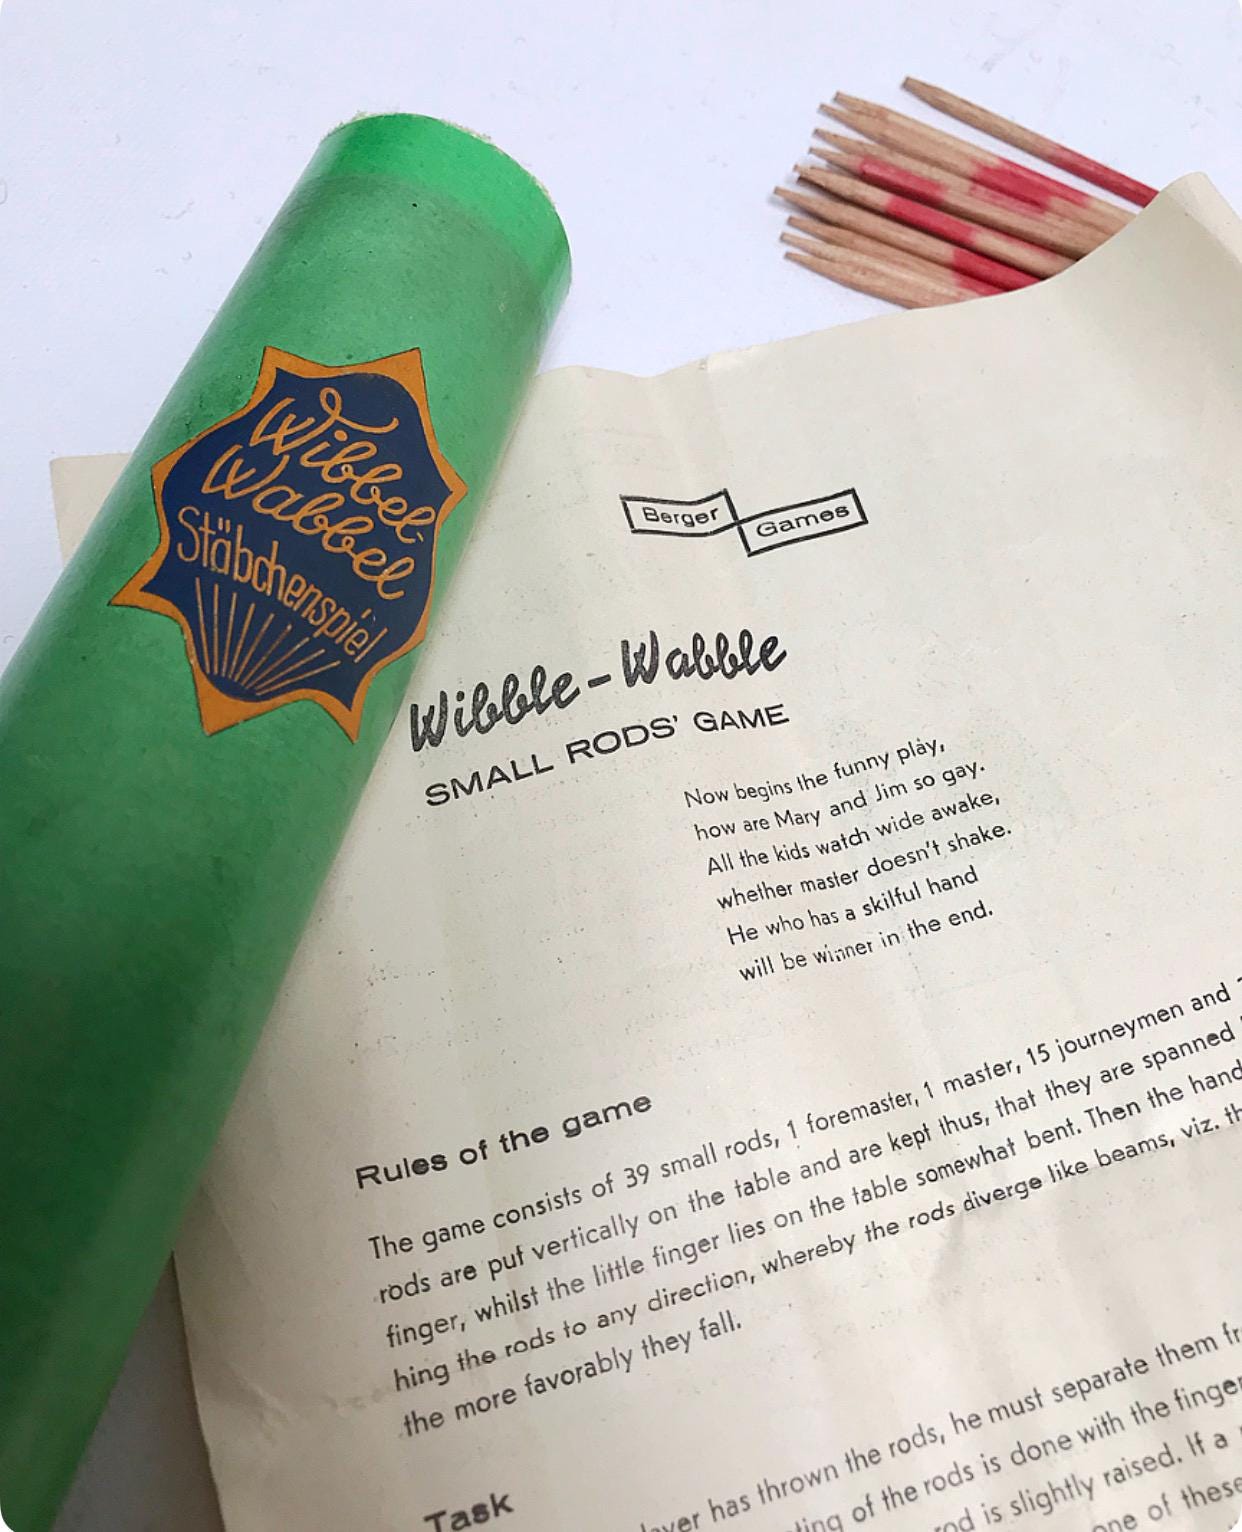 Wibbel-
Wabbel
Stäbchenspiel
Berger Games
Wibble-Wabble
SMALL RODS' GAME
Now begins the funny play,
how are Mary and Jim so gay.
All the kids watch wide awake,
whether master doesn't shake.
He who has a skilful hand
will be winner in the end.
Rules of the game
The game consists of 39 small rods, 1 foremaster, 1 master, 15 journeymen and
rods are put vertically on the table and are kept thus, that they are spanned
finger, whilst the little finger lies on the table somewhat bent. Then the hand
hing the rods to any direction, whereby the rods diverge like beams, viz.
the more favorably they fall.
Task
has thrown the rods, he must separate them
of the rods is done with the finger
is slightly raised. If a
one of these